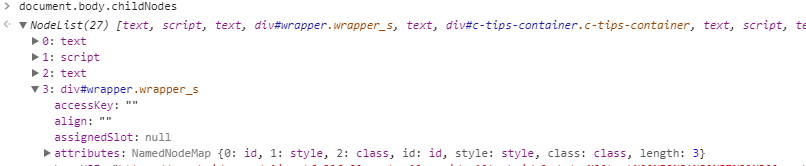 > document.body.childNodes
NodeList(27) [text, script, text, div#wrapper.wrapper_s, text, div#c-tips-container.c-tips-container, text, script, te
0: text
1: script
2: text
3: div#wrapper.wrapper_s
accessKey: ""
align: ""
assignedSlot: null
attributes: NamedNodeMap {0: id, 1: style, 2: class, id: id, style: style, class: class, length: 3}